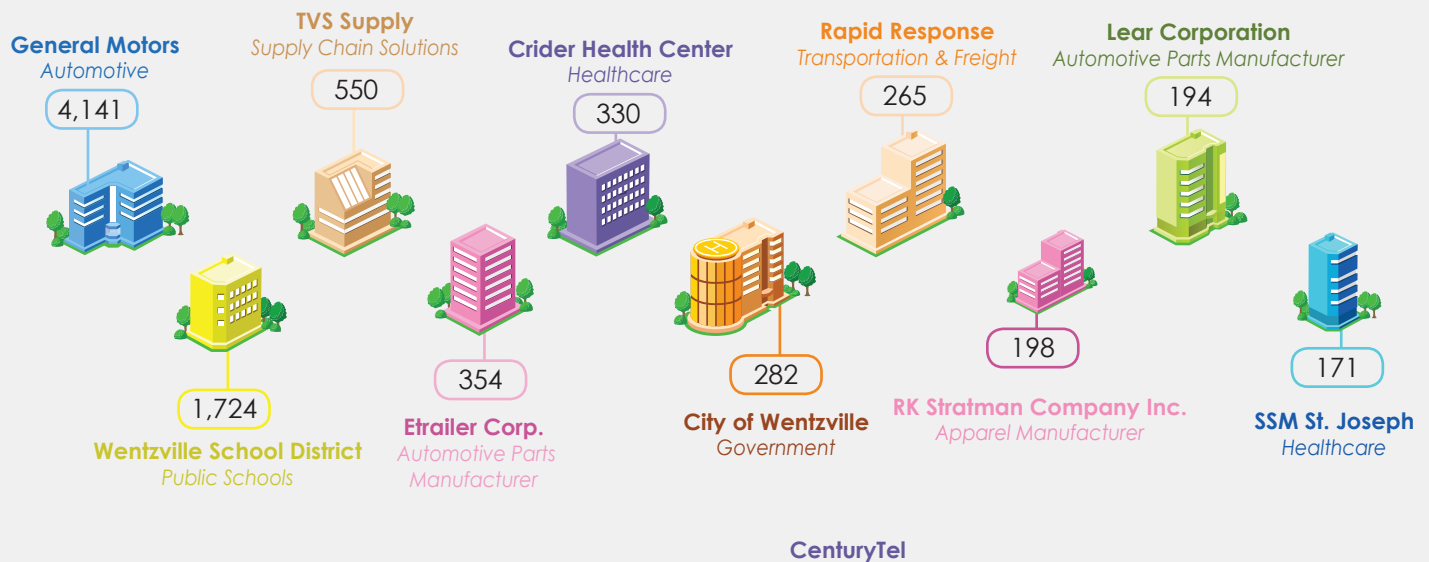 General Motors
Automotive
4,141
TVS Supply
Supply Chain Solutions
550
Crider Health Center
Healthcare
330
Rapid Response
Transportation & Freight
265
Lear Corporation
Automotive Parts Manufacturer
194
1,724
Wentzville School District
Public Schools
354
Etrailer Corp.
Automotive Parts
Manufacturer
282
City of Wentzville
Government
198
RK Stratman Company Inc.
Apparel Manufacturer
171
SSM St. Joseph
Healthcare
H
CenturyTel